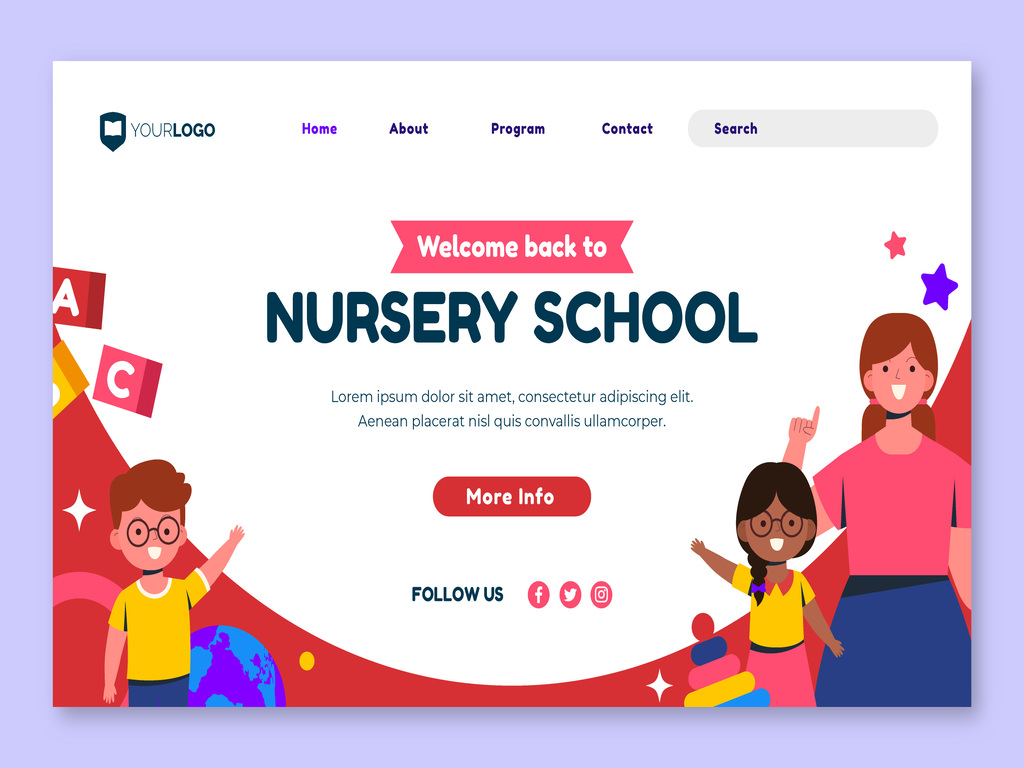 YOURLOGO
Home
About
Program
Contact
Search
Welcome back to
NURSERY SCHOOL
A
C
Lorem ipsum dolor sit amet, consectetur adipiscing elit.
Aenean placerat nisl quis convallis ullamcorper.
More Info
FOLLOW US